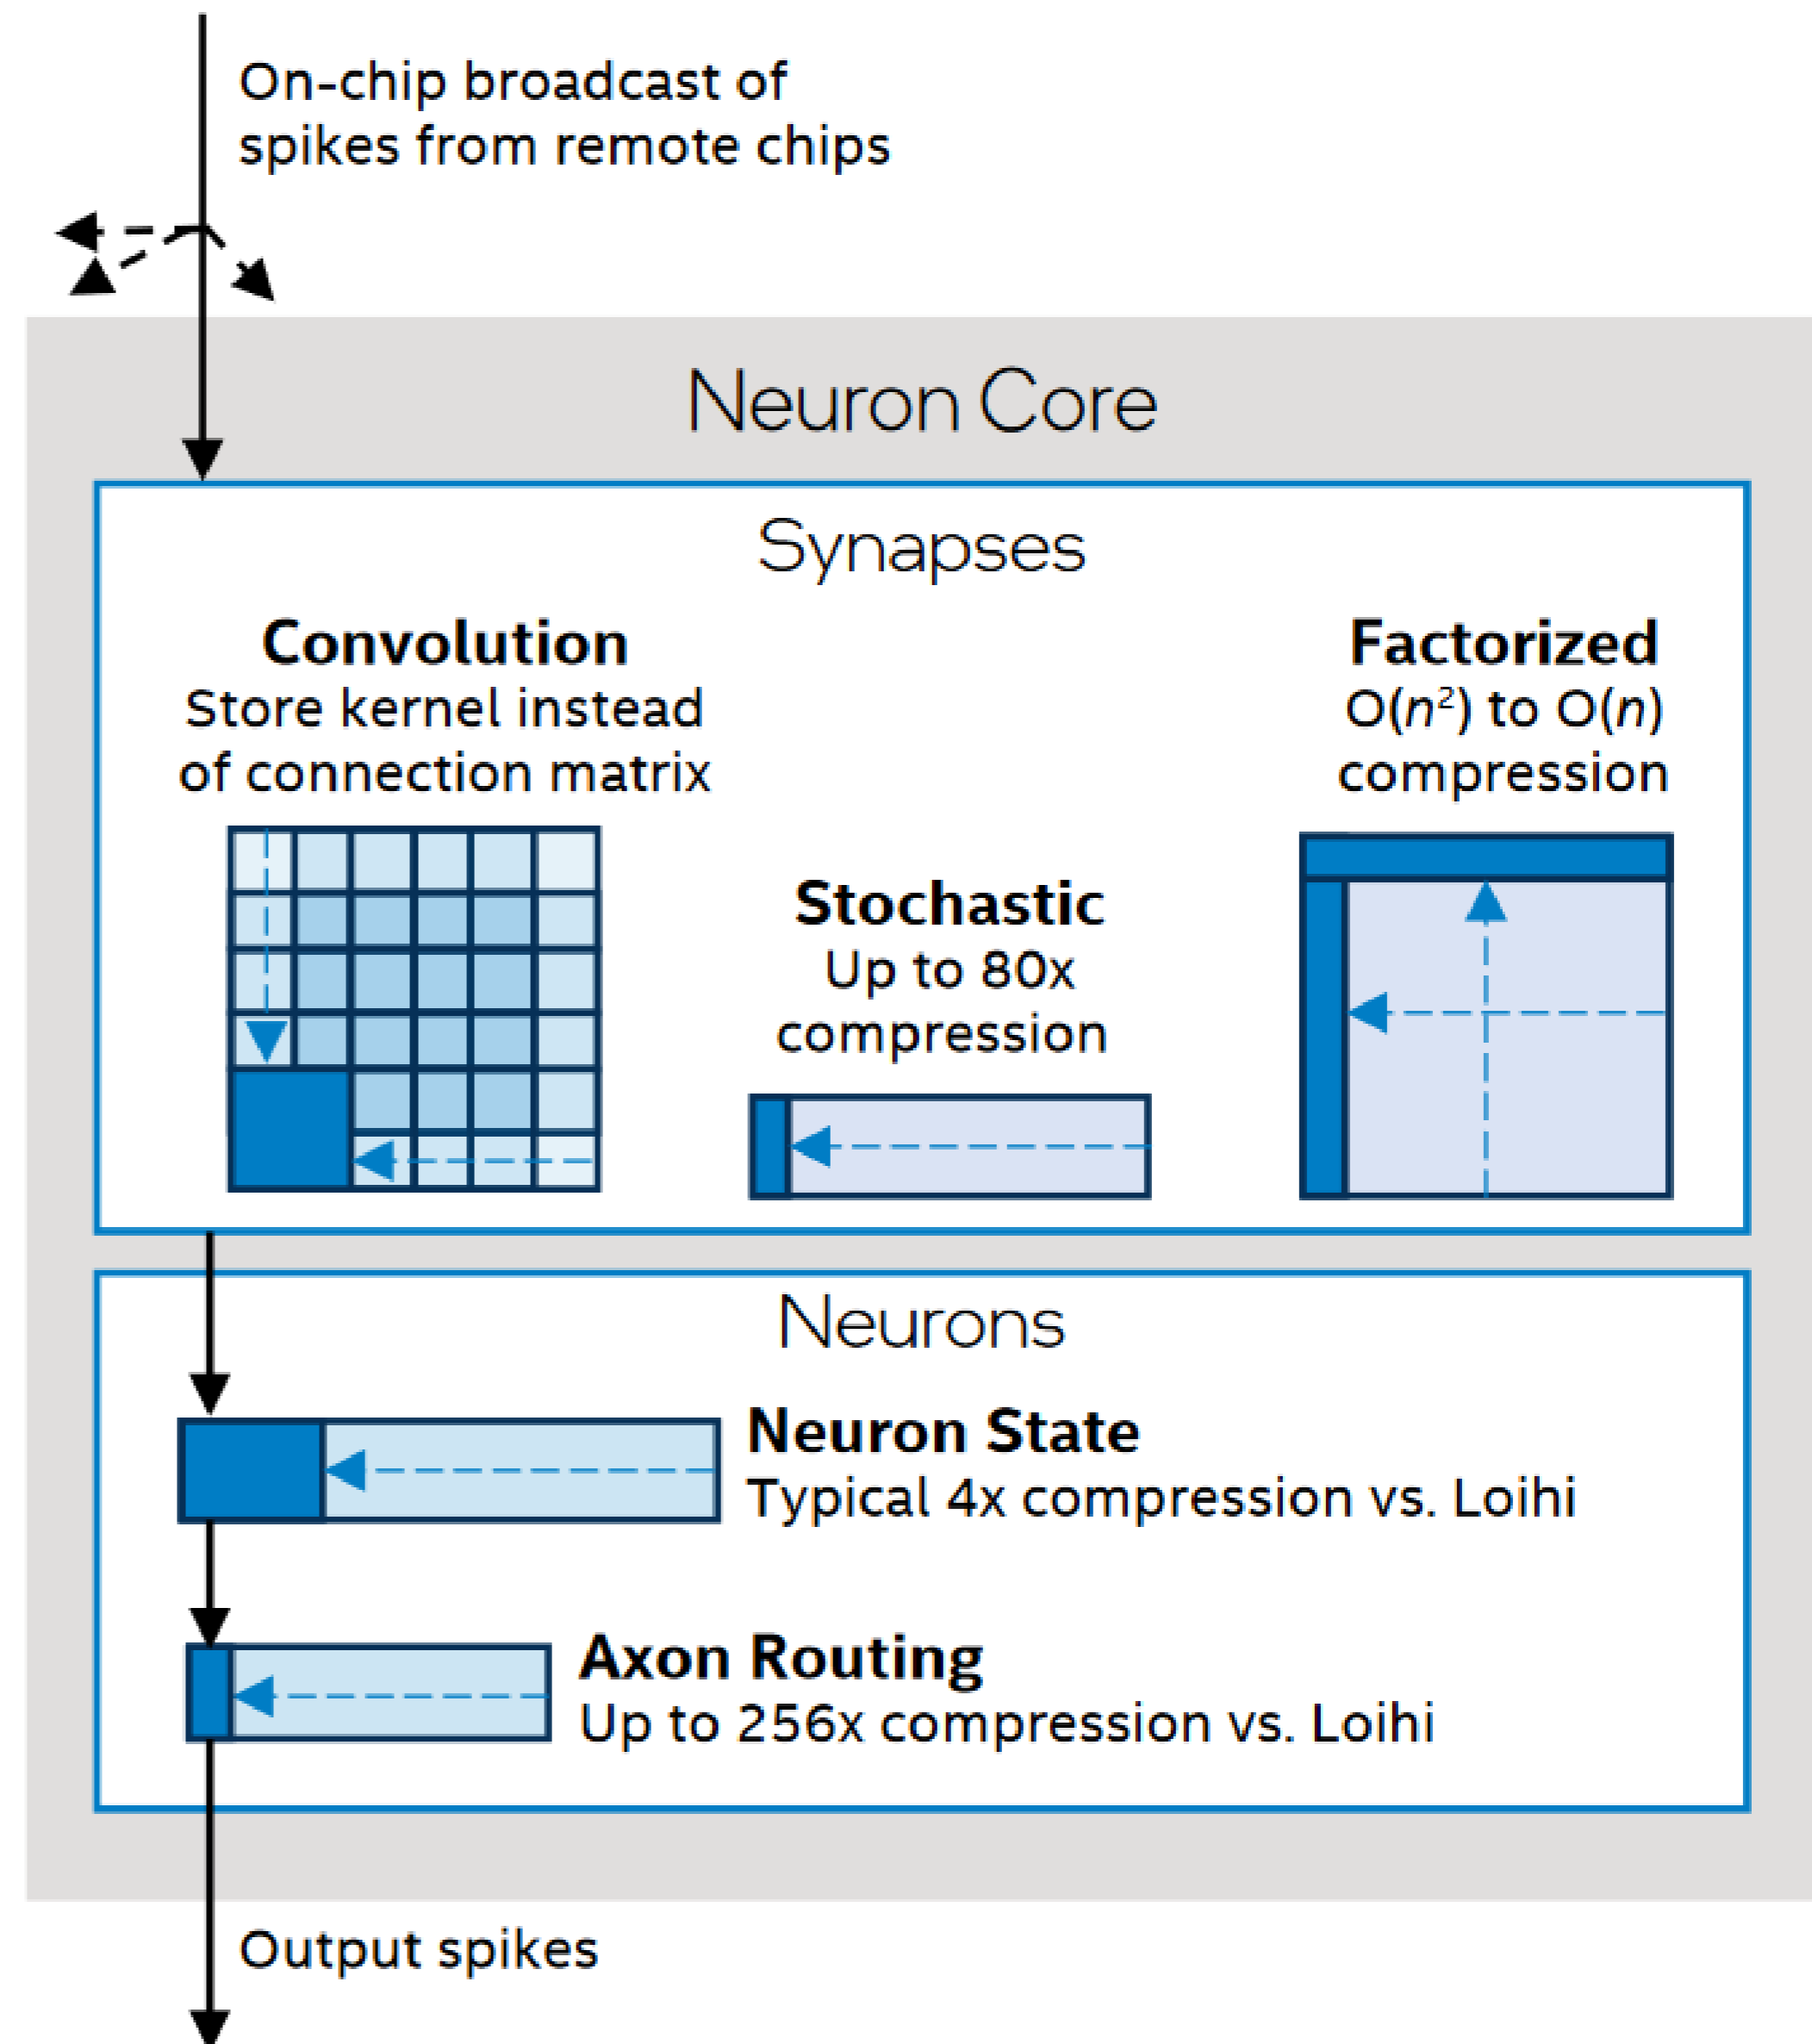 On-chip broadcast of
spikes from remote chips
Neuron Core
Synapses
Convolution
Store kernel instead
of connection matrix
Stochastic
Up to 80x
compression
Factorized
O(n²) to O(n)
compression
Neurons
Neuron State
Typical 4x compression vs. Loihi
Axon Routing
Up to 256x compression vs. Loihi
Output spikes